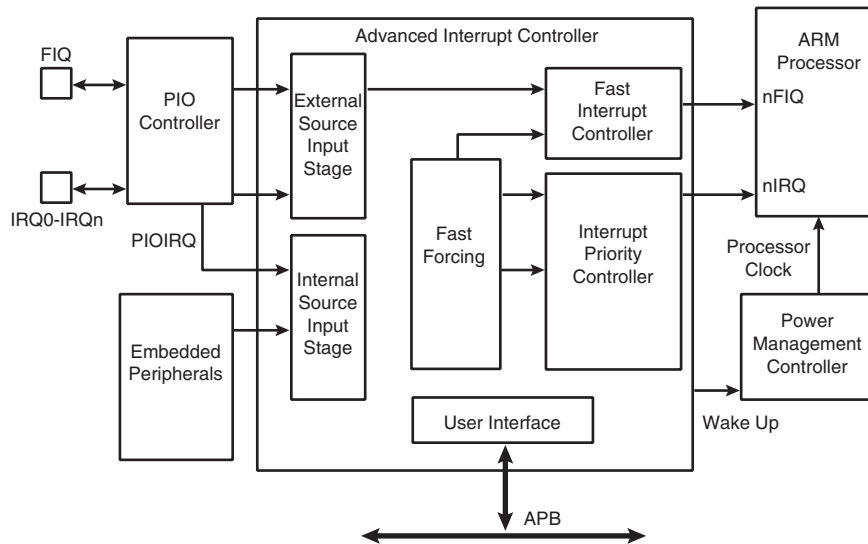 Advanced Interrupt Controller
ARM
Processor
FIQ
PIO
Controller
External
Source
Input
Stage
Fast
Interrupt
Controller
nFIQ
IRQ0-IRQn
PIOIRQ
Fast
Forcing
Interrupt
Priority
Controller
nIRQ
Processor
Clock
Internal
Source
Input
Stage
Embedded
Peripherals
Power
Management
Controller
User Interface
Wake Up
APB